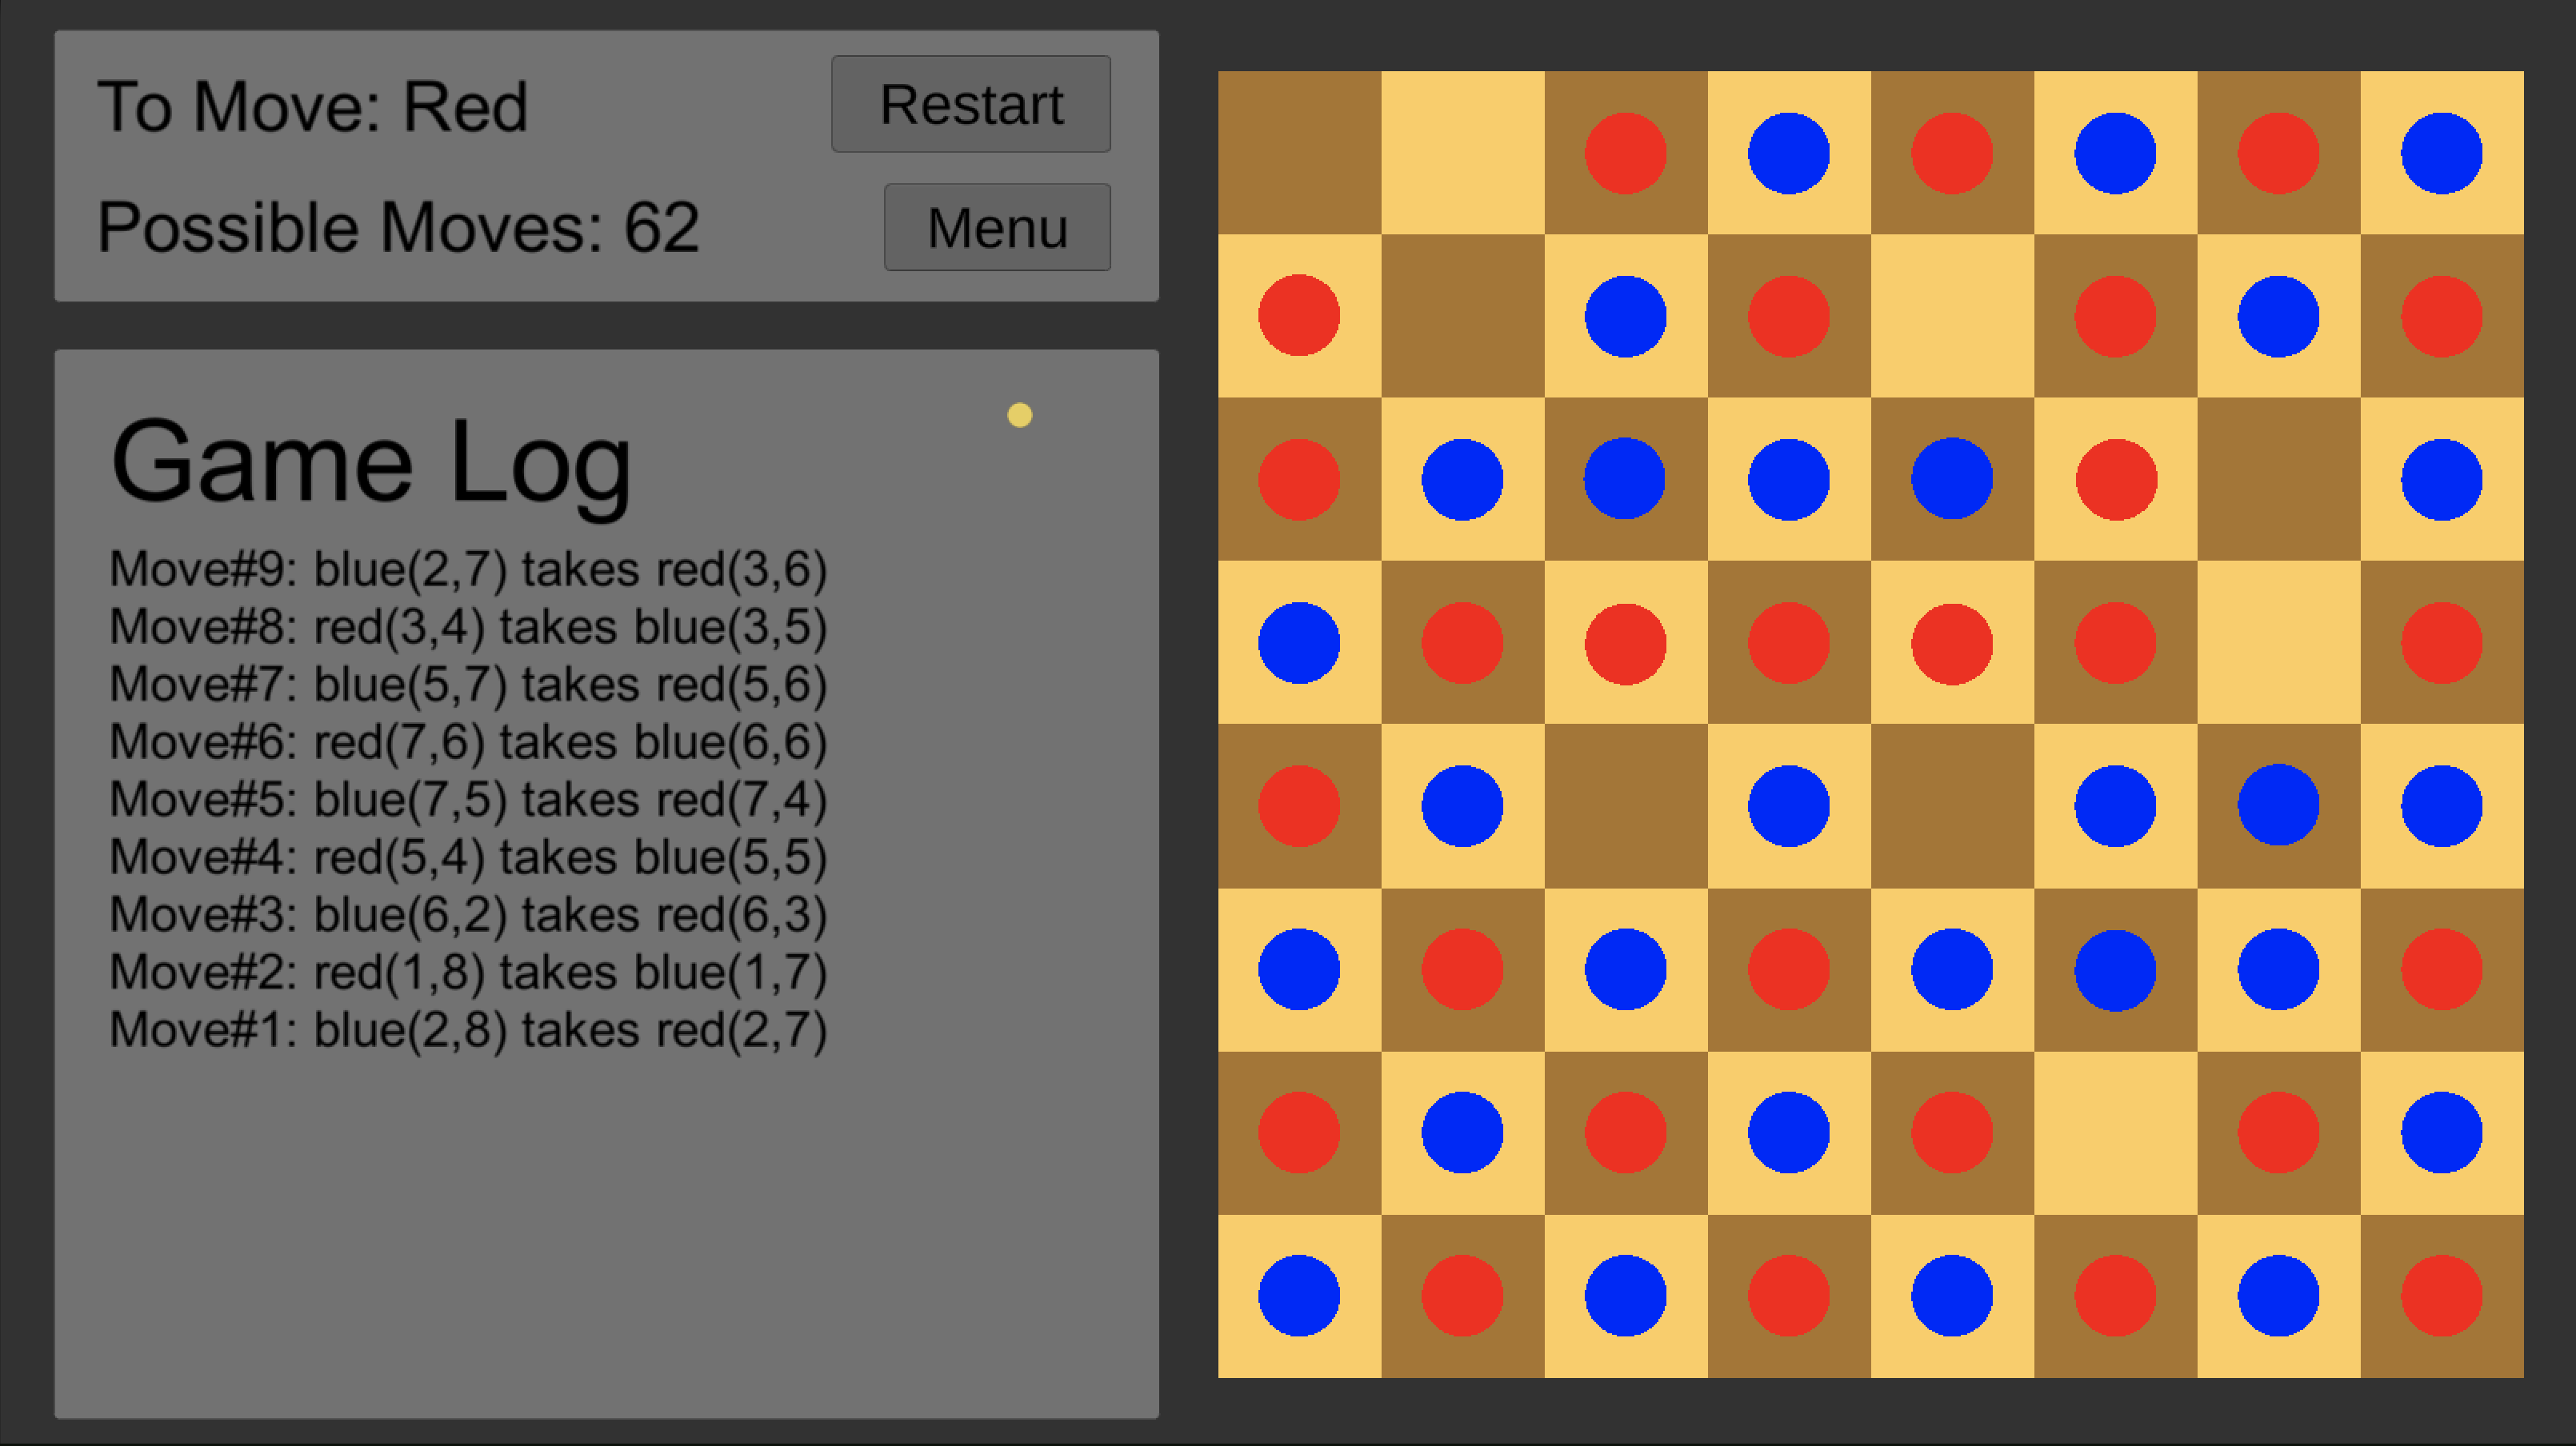 To Move: Red
Restart
Possible Moves: 62
Menu
Game Log
Move#9: blue(2,7) takes red(3,6)
Move#8: red(3,4) takes blue(3,5)
Move#7: blue(5,7) takes red(5,6)
Move#6: red(7,6) takes blue(6,6)
Move#5: blue(7,5) takes red(7,4)
Move#4: red(5,4) takes blue(5,5)
Move#3: blue(6,2) takes red(6,3)
Move#2: red(1,8) takes blue(1,7)
Move#1: blue(2,8) takes red(2,7)